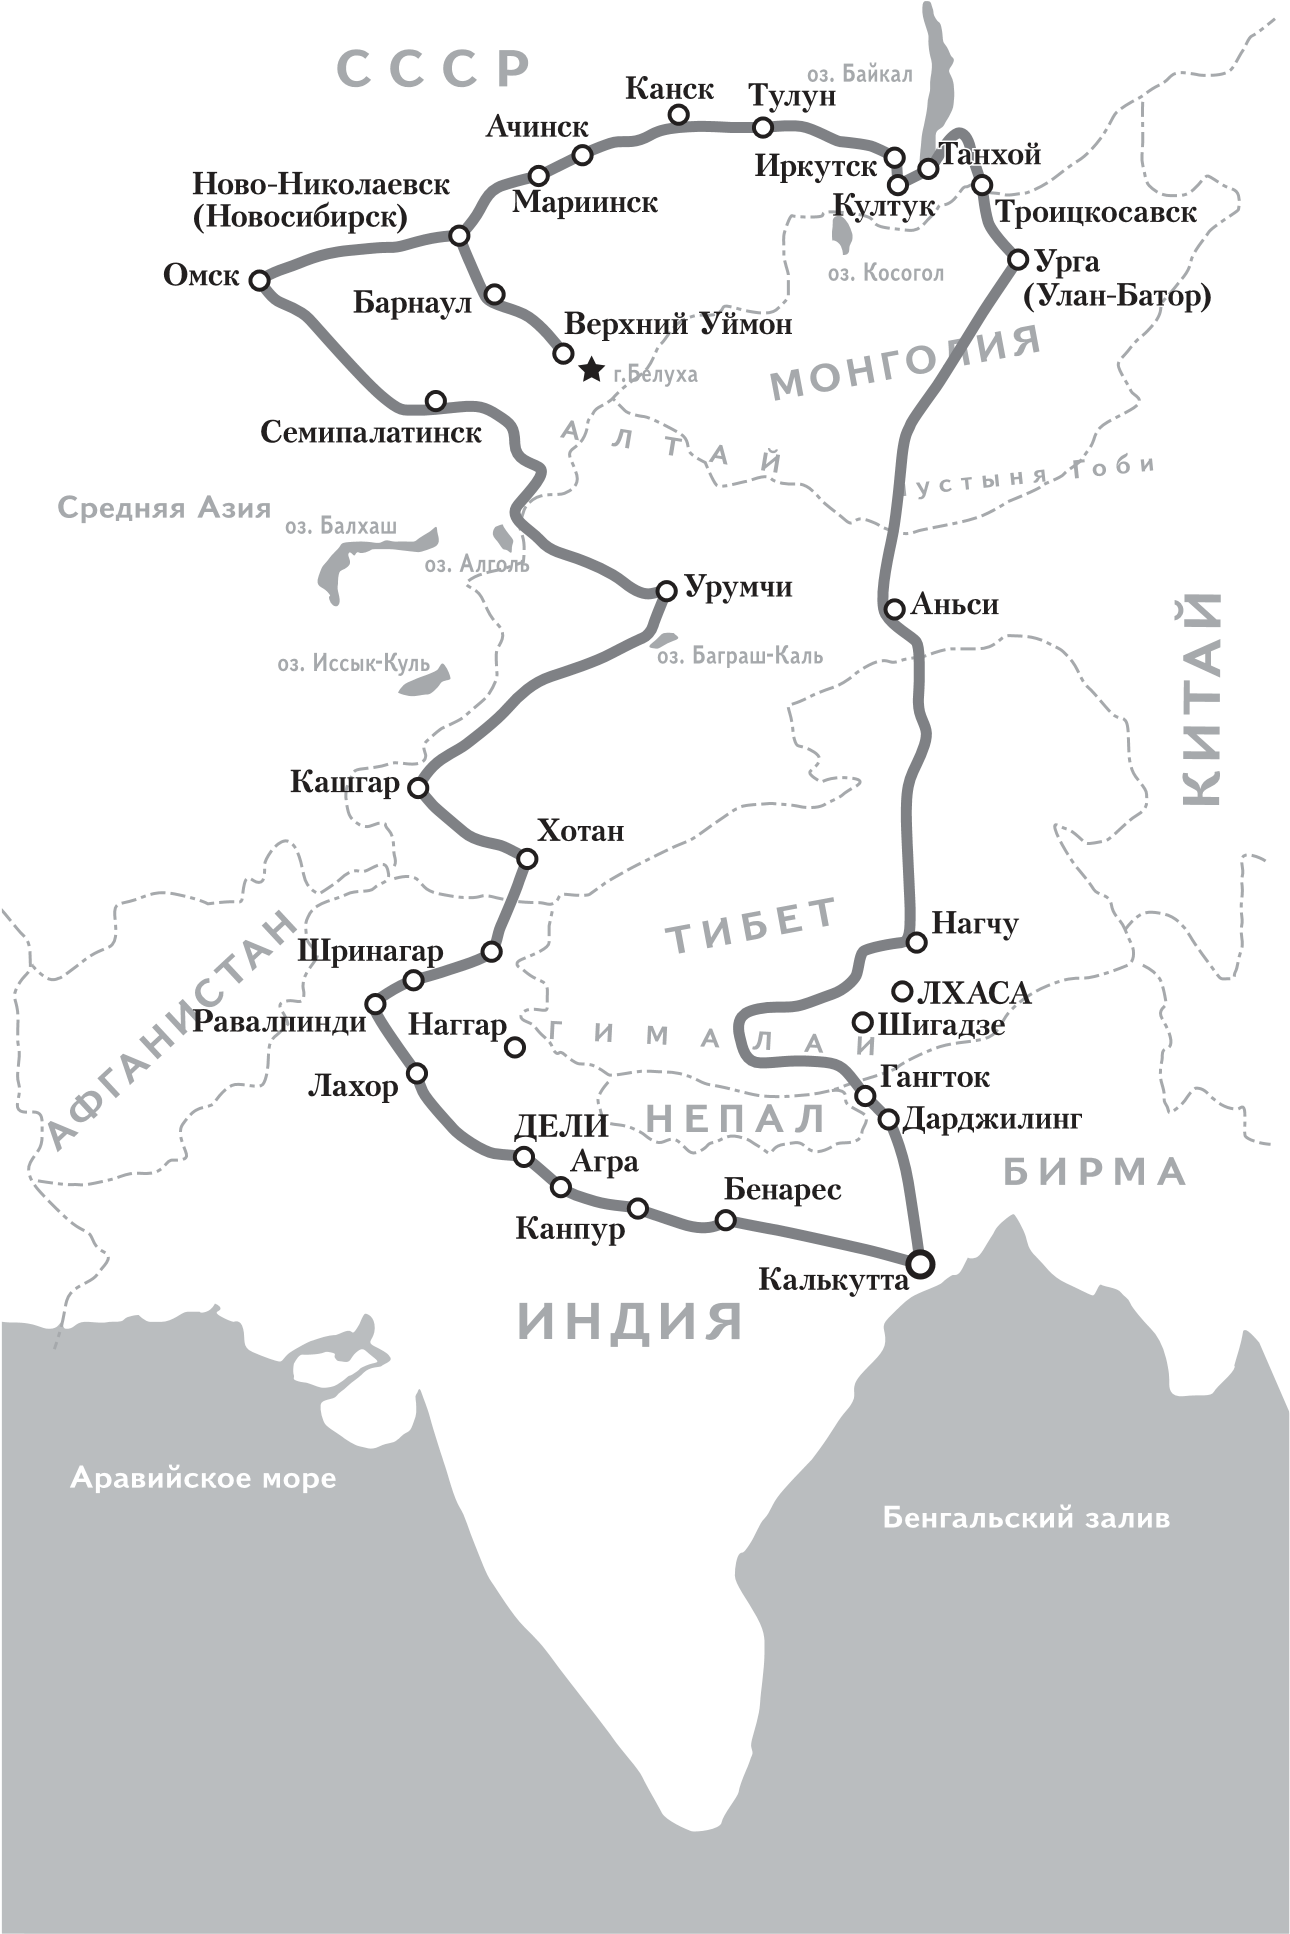 СССР
оз. Байкал
Канск
Тулун
Ачинск
Иркутск
Танхой
Ново-Николаевск
(Новосибирск)
Мариинск
Култук
Троицкосавск
Омск
оз. Косогол
Урга
(Улан-Батор)
Барнаул
Верхний Уймон
г.Белуха
МОНГОЛИЯ
Семипалатинск
АЛТАЙ
пустыня Гоби
Средняя Азия
оз. Балхаш
оз. Алголь
Урумчи
Аньси
КИТАЙ
оз. Иссык-Куль
оз. Баграш-Каль
Кашгар
Хотан
ТИБЕТ
Нагчу
АФГАНИСТАН
Шринагар
ЛХАСА
Равалпинди
Наггар
ГИМАЛАИ
Шигадзе
Лахор
Гангток
НЕПАЛ
Дарджилинг
ДЕЛИ
Агра
БИРМА
Бенарес
Канпур
Калькутта
ИНДИЯ
Аравийское море
Бенгальский залив